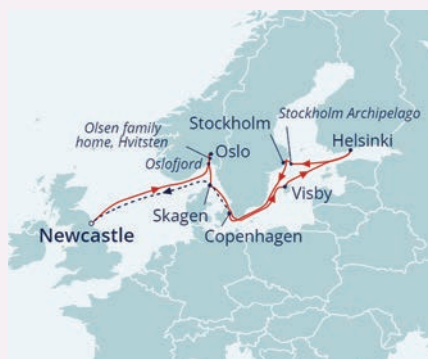 Olsen family
home, Hvitsten
Oslo
Oslofjord
Stockholm
Stockholm Archipelago
Helsinki
Visby
Skagen
Copenhagen
Newcastle